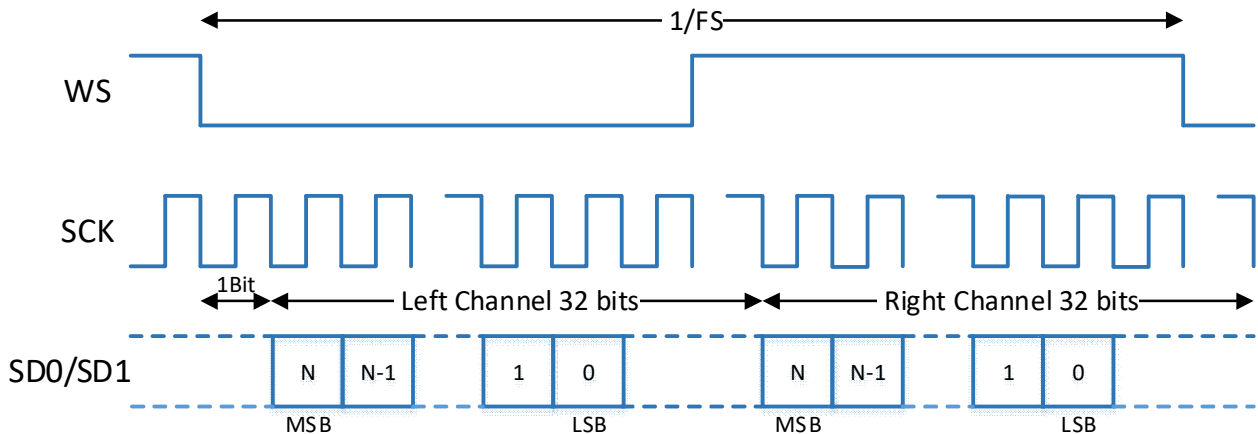 1/FS
WS
SCK
1Bit
Left Channel 32 bits
Right Channel 32 bits
SD0/SD1
N N-1 1 0 N N-1 1 0
MSB LSB MSB LSB